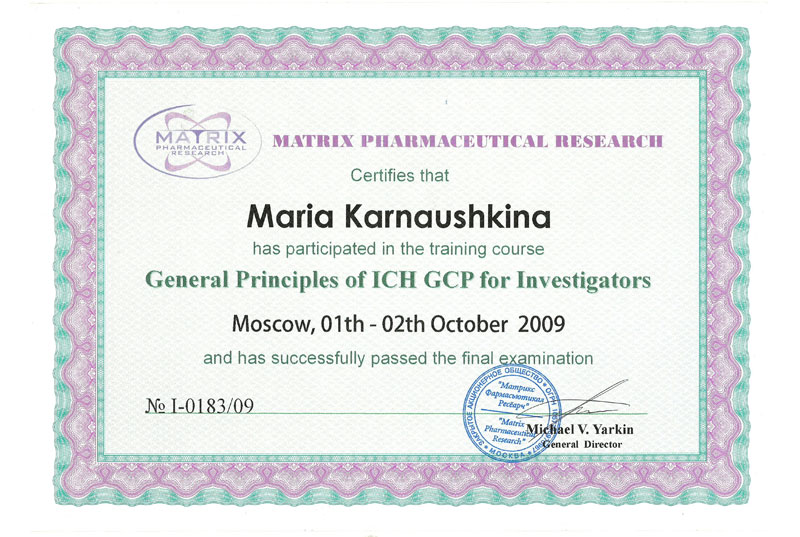 MATRIX
PHARMACEUTICAL
RESEARCH
MATRIX PHARMACEUTICAL RESEARCH
Certifies that
Maria Karnaushkina
has participated in the training course
General Principles of ICH GCP for Investigators
Moscow, 01th - 02th October 2009
and has successfully passed the final examination
№ I-0183/09
ЗАКРЫТОЕ АКЦИОНЕРНОЕ ОБЩЕСТВО * ОГРН
"Матрикс
Фармасьютикал
Ресёрч"
"Matrix
Pharmaceutical
Research"
* МОСКВА *
Michael V. Yarkin
General Director